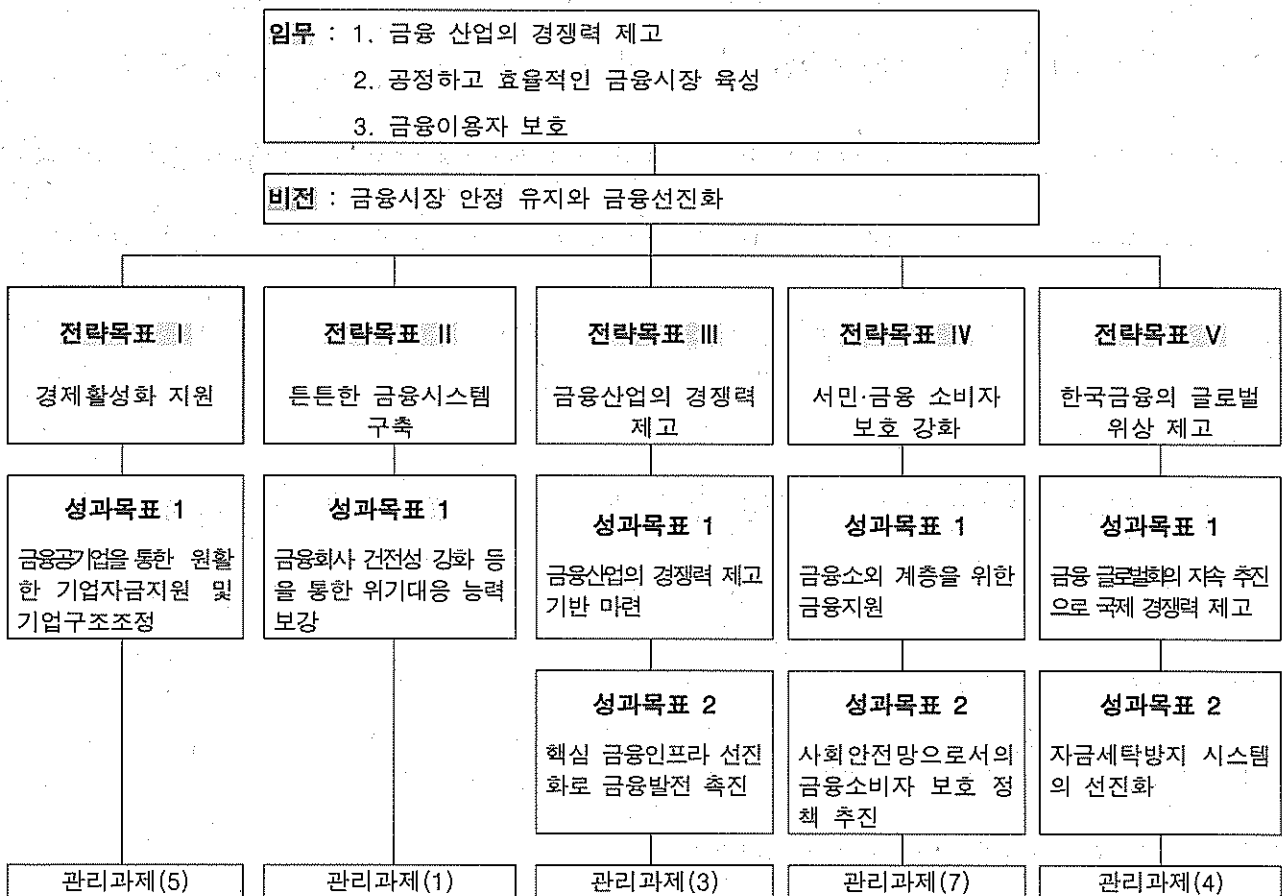 임무 : 1. 금융 산업의 경쟁력 제고
2. 공정하고 효율적인 금융시장 육성
3. 금융이용자 보호
비전 : 금융시장 안정 유지와 금융선진화
전략목표 Ⅰ
경제활성화 지원
전략목표 Ⅱ
튼튼한 금융시스템
구축
전략목표 Ⅲ
금융산업의 경쟁력
제고
전략목표 Ⅳ
서민·금융 소비자
보호 강화
전략목표 Ⅴ
한국금융의 글로벌
위상 제고
성과목표 1
금융공기업을 통한 원활
한 기업자금지원 및
기업구조조정
성과목표 1
금융회사 건전성 강화 등
을 통한 위기대응 능력
보강
성과목표 1
금융산업의 경쟁력 제고
기반 마련
성과목표 1
금융소외 계층을 위한
금융지원
성과목표 1
금융 글로벌화의 지속 추진
으로 국제 경쟁력 제고
성과목표 2
핵심 금융인프라 선진
화로 금융발전 촉진
성과목표 2
사회안전망으로서의
금융소비자 보호 정
책 추진
성과목표 2
자금세탁방지 시스템
의 선진화
관리과제(5)
관리과제(1)
관리과제(3)
관리과제(7)
관리과제(4)